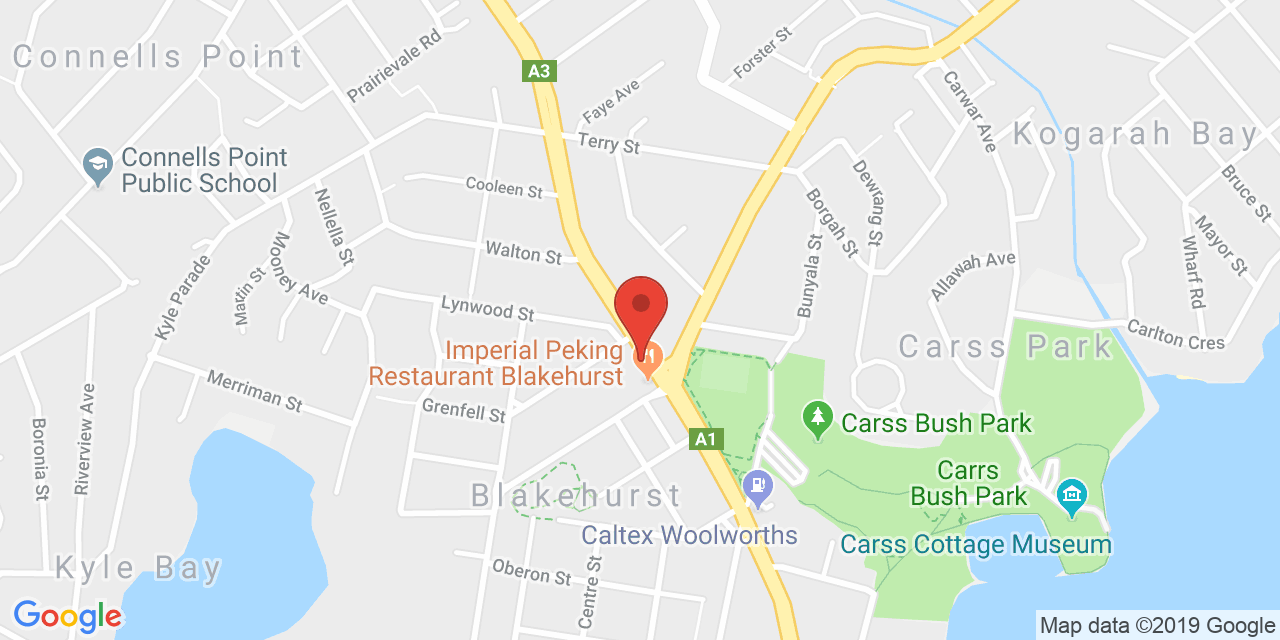 Connells Point
Prairievale Rd
A3
Forster St
Faye Ave
Carwar Ave
Kogarah Bay
Terry St
Connells Point
Public School
Cooleen St
Dewrang St
Bruce St
Nellella St
Borgah St
Mayor St
Walton St
Mooney Ave
Martin St
Kyle Parade
Bunyala St
Allawah Ave
Wharf Rd
Lynwood St
Carlton Cres
Carss Park
Imperial Peking
Restaurant Blakehurst
Merriman St
Grenfell St
Riverview Ave
Boronia St
A1
Carss Bush Park
Carrs
Bush Park
Blakehurst
Caltex Woolworths
Carss Cottage Museum
Kyle Bay
Oberon St
Centre St
Google
Map data ©2019 Google